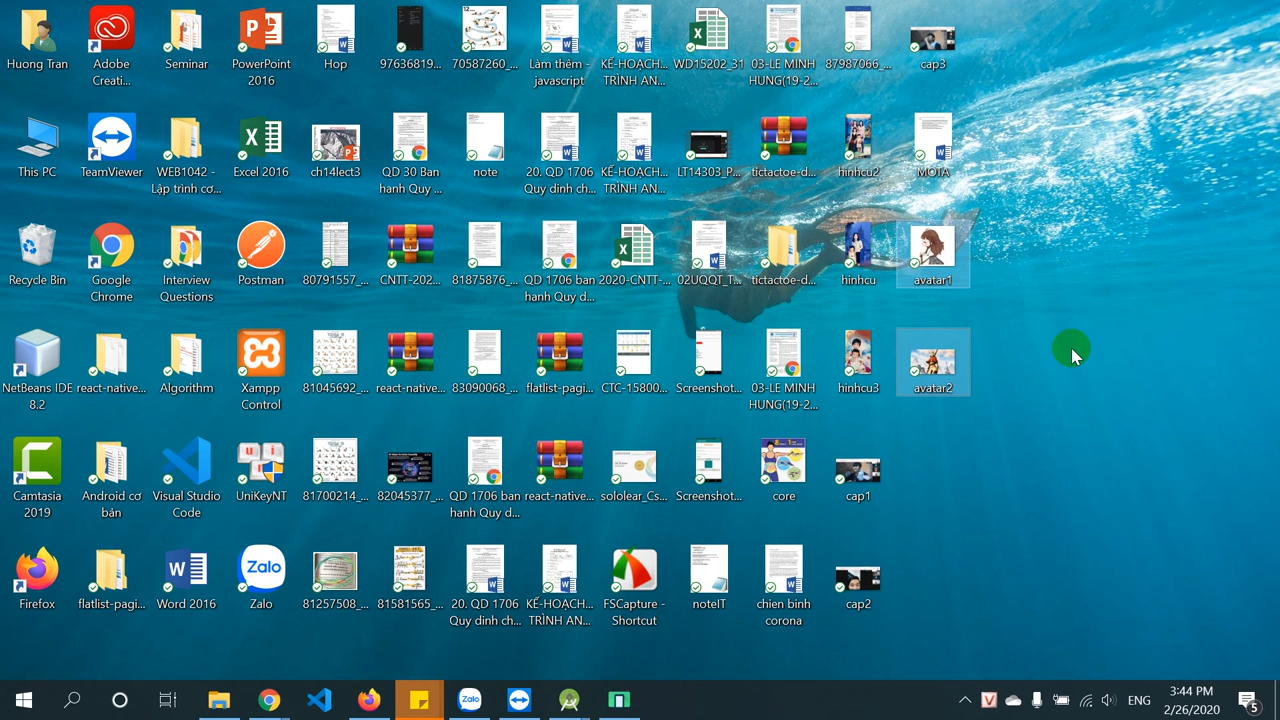 Huong Tran
Adobe
Creati...
Seminar
PowerPoint
2016
Hop
97636819...
70587260_...
Làm thêm -
javascript
KẾ-HOẠCH...
TRÌNH AN...
WD15202_31
03-LE MINH
HUNG(19-2...
87987066_...
cap3
This PC
TeamViewer
WEB1042 -
Lập trình cơ...
Excel 2016
ch14lect3
QD 30 Ban
hanh Quy ...
note
20. QD 1706
Quy dinh ch...
KẾ-HOẠCH...
TRÌNH AN...
LT14303_P...
tictactoe-d...
hinhcu2
MOTA
Recycle Bin
Google
Chrome
Interview
Questions
Postman
80791557_...
CNTT-202...
81875876_...
QD 1706 ban
hanh Quy d...
2020-CNTT-...
02UQQT_T...
tictactoe-d...
hinhcu
avatar1
NetBeans IDE
8.2
react-native...
Algorithm
Xampp
Control
81045692_...
react-native...
83090068_...
flatlist-pagi...
CTC-15800...
Screenshot...
03-LE MINH
HUNG(19-2...
hinhcu3
avatar2
Camtasia
2019
Android cơ
bản
Visual Studio
Code
UniKeyNT
81700214_...
82045377_...
QD 1706 ban
hanh Quy d...
react-native...
sololear_Cs...
Screenshot...
core
cap1
Firefox
flatlist-pagi...
Word 2016
Zalo
Zalo
81257508_...
81581565_...
20. QD 1706
Quy dinh ch...
KẾ-HOẠCH...
TRÌNH AN...
FSCapture -
Shortcut
noteIT
chien binh
corona
cap2
Zalo
ENG
3:44 PM
2/26/2020
5